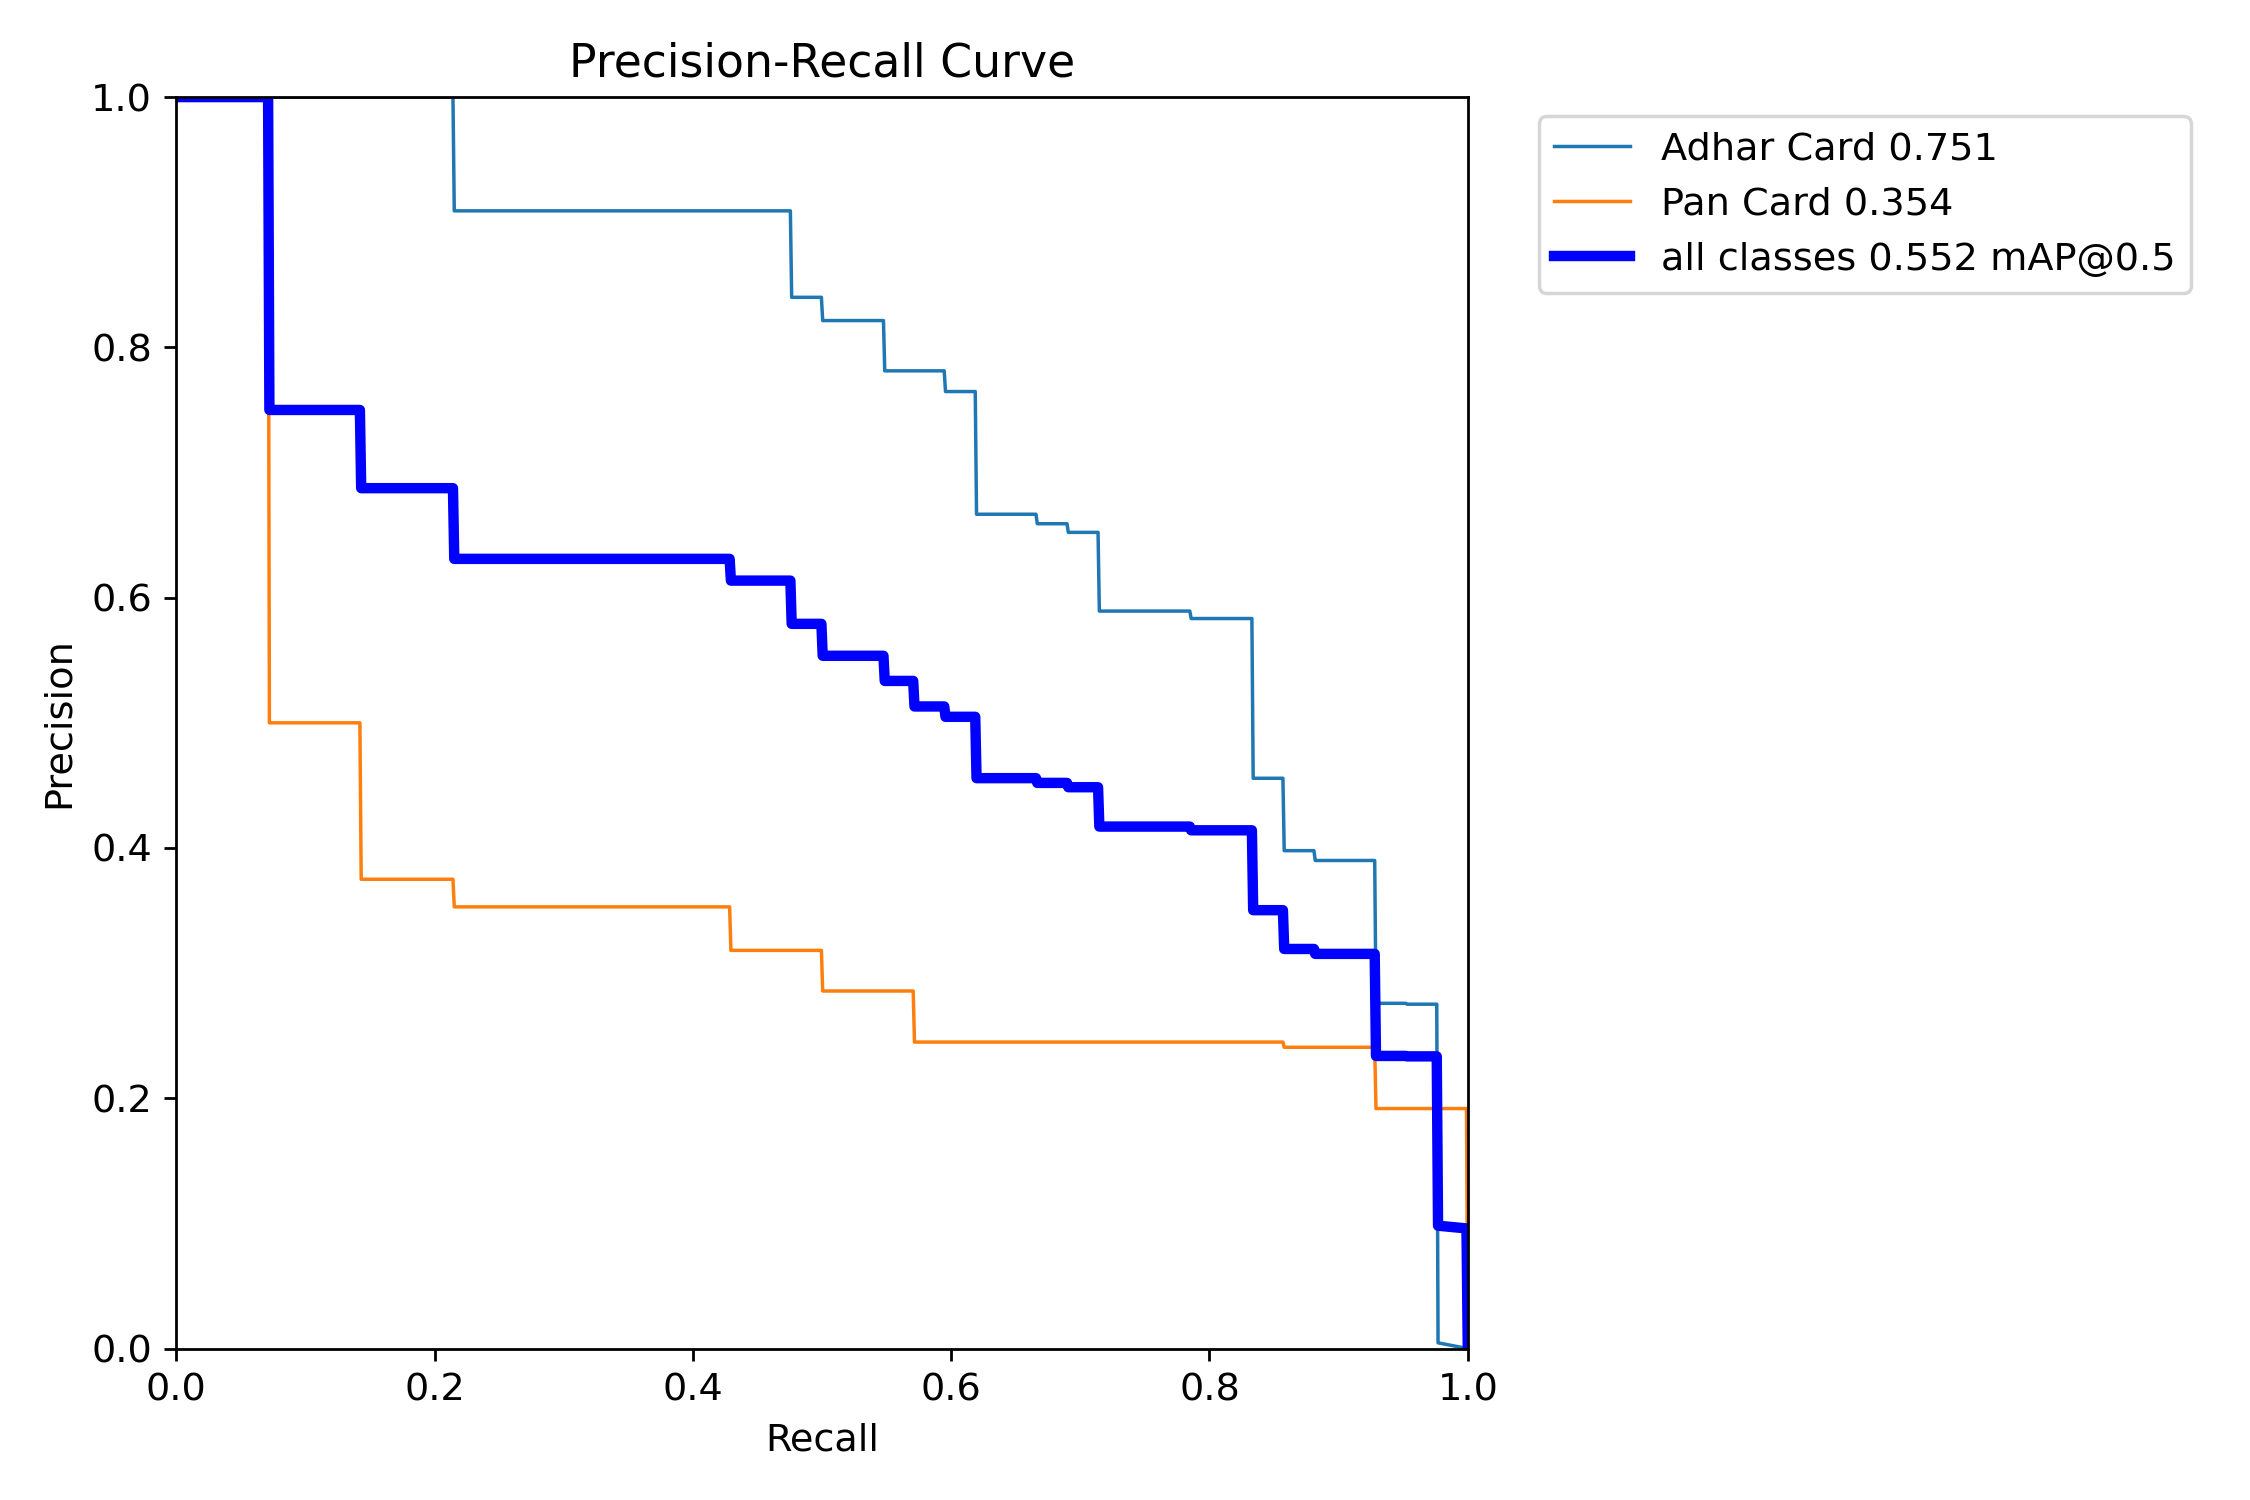 Precision-Recall Curve
1.0
0.8
0.6
0.4
0.2
0.0
Precision
0.0 0.2 0.4 0.6 0.8 1.0
Recall
Adhar Card 0.751
Pan Card 0.354
all classes 0.552 mAP@0.5